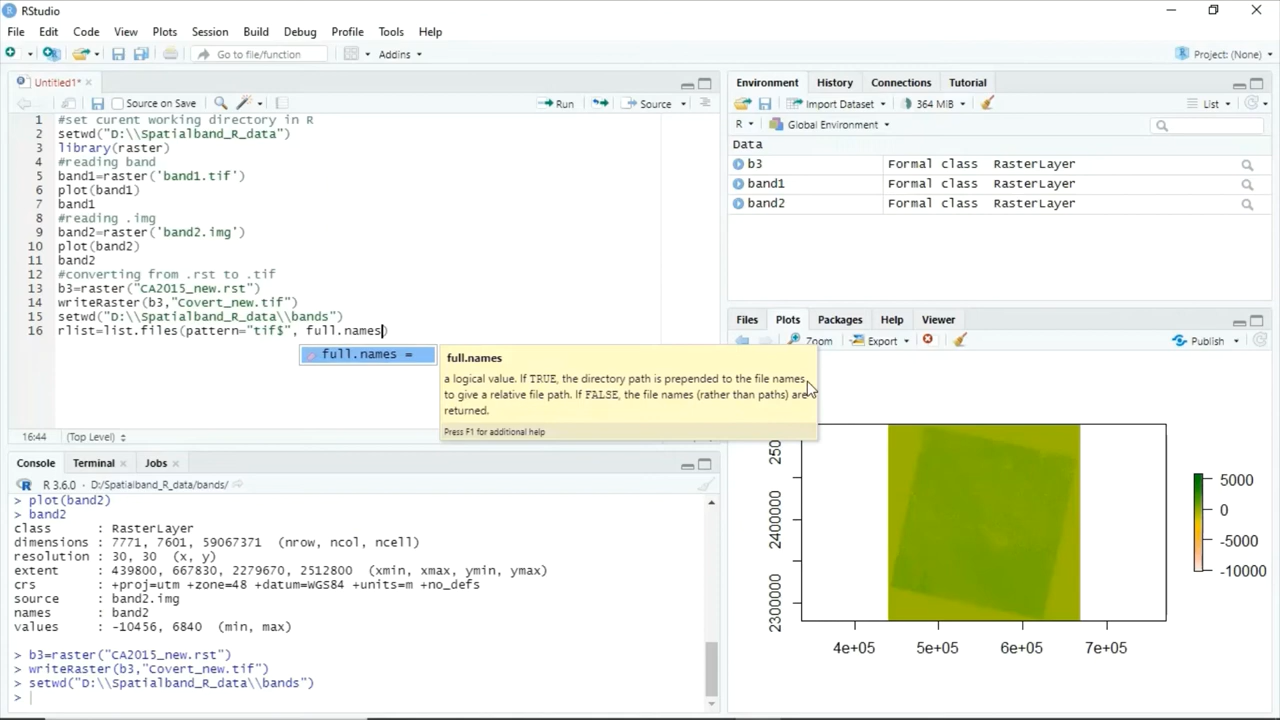 RStudio
File Edit Code View Plots Session Build Debug Profile Tools Help
Go to file/function Addins Project: (None)
Untitled1*
Source on Save Run Source
1 #set curent working directory in R
2 setwd("D:\\Spatialband_R_data")
3 library(raster)
4 #reading band
5 band1=raster('band1.tif')
6 plot(band1)
7 band1
8 #reading .img
9 band2=raster('band2.img')
10 plot(band2)
11 band2
12 #converting from .rst to .tif
13 b3=raster("CA2015_new.rst")
14 writeRaster(b3,"Covert_new.tif")
15 setwd("D:\\Spatialband_R_data\\bands")
16 rlist=list.files(pattern="tif$", full.names)
full.names =
full.names
a logical value. If TRUE, the directory path is prepended to the file names
to give a relative file path. If FALSE, the file names (rather than paths) are
returned.
Press F1 for additional help
16:44 (Top Level)
Console Terminal Jobs
R 3.6.0 · D:/Spatialband_R_data/bands/
> plot(band2)
> band2
class : RasterLayer
dimensions : 7771, 7601, 59067371 (nrow, ncol, ncell)
resolution : 30, 30 (x, y)
extent : 439800, 667830, 2279670, 2512800 (xmin, xmax, ymin, ymax)
crs : +proj=utm +zone=48 +datum=WGS84 +units=m +no_defs
source : band2.img
names : band2
values : -10456, 6840 (min, max)
> b3=raster("CA2015_new.rst")
> writeRaster(b3,"Covert_new.tif")
> setwd("D:\\Spatialband_R_data\\bands")
>
Environment History Connections Tutorial
Import Dataset 364 MiB List
R Global Environment
Data
b3 Formal class RasterLayer
band1 Formal class RasterLayer
band2 Formal class RasterLayer
Files Plots Packages Help Viewer
Zoom Export Publish
2300000 2400000 250
4e+05 5e+05 6e+05 7e+05
5000
0
-5000
-10000